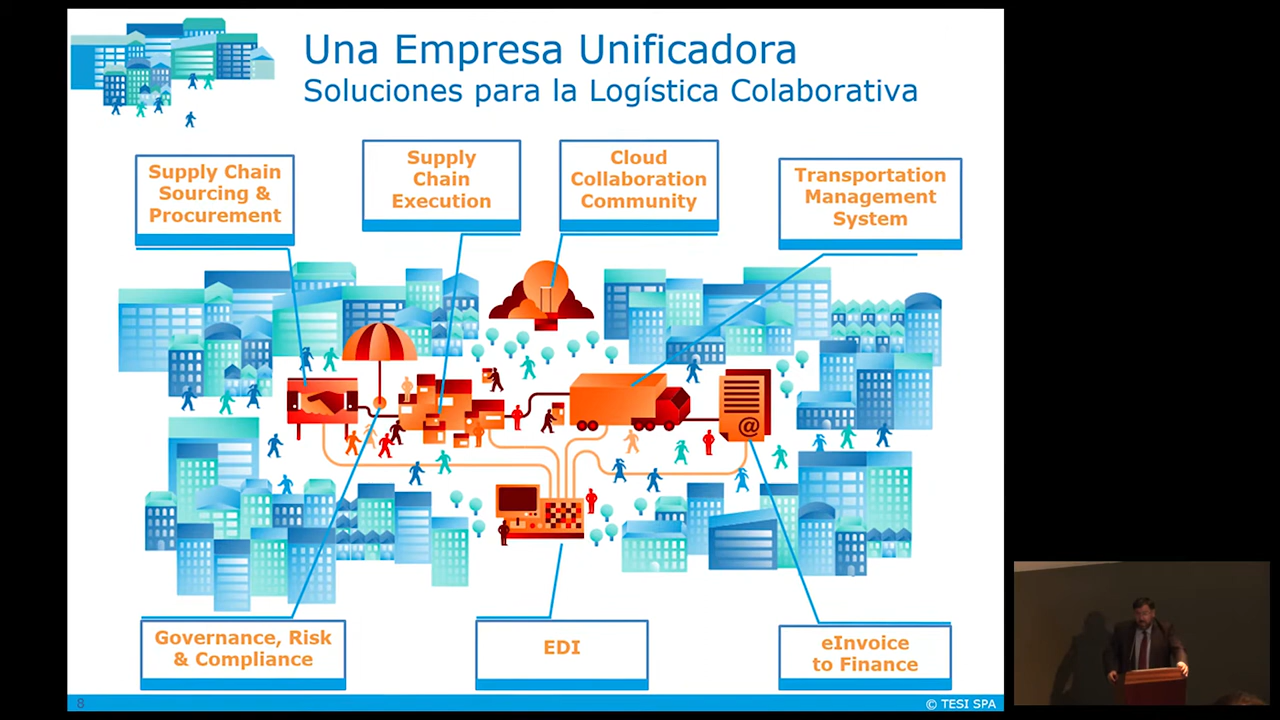 Una Empresa Unificadora
Soluciones para la Logística Colaborativa
Supply Chain
Sourcing &
Procurement
Supply
Chain
Execution
Cloud
Collaboration
Community
Transportation
Management
System
@
Governance, Risk
& Compliance
EDI
eInvoice
to Finance
8
© TESI SPA